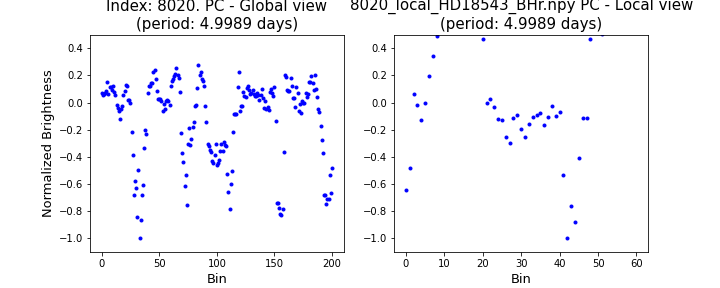 Index: 8020. PC - Global view
(period: 4.9989 days)
8020_local_HD18543_BHr.npy PC - Local view
(period: 4.9989 days)
Normalized Brightness
0.4
0.2
0.0
−0.2
−0.4
−0.6
−0.8
−1.0
0 50 100 150 200
Bin
0.4
0.2
0.0
−0.2
−0.4
−0.6
−0.8
−1.0
0 10 20 30 40 50 60
Bin